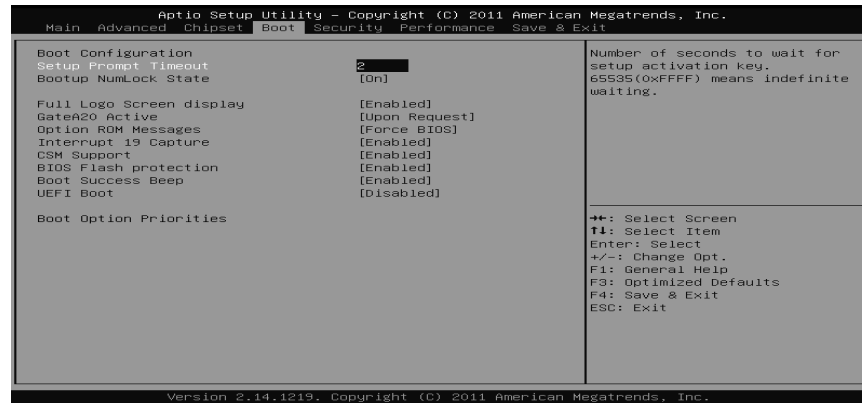 Aptio Setup Utility – Copyright (C) 2011 American Megatrends, Inc.
Main Advanced Chipset Boot Security Performance Save & Exit
Boot Configuration
Setup Prompt Timeout 2
Bootup NumLock State [On]
Full Logo Screen display [Enabled]
GateA20 Active [Upon Request]
Option ROM Messages [Force BIOS]
Interrupt 19 Capture [Enabled]
CSM Support [Enabled]
BIOS Flash protection [Enabled]
Boot Success Beep [Enabled]
UEFI Boot [Disabled]
Boot Option Priorities
Number of seconds to wait for
setup activation key.
65535(0xFFFF) means indefinite
waiting.
→←: Select Screen
↑↓: Select Item
Enter: Select
+/-: Change Opt.
F1: General Help
F3: Optimized Defaults
F4: Save & Exit
ESC: Exit
Version 2.14.1219. Copyright (C) 2011 American Megatrends, Inc.